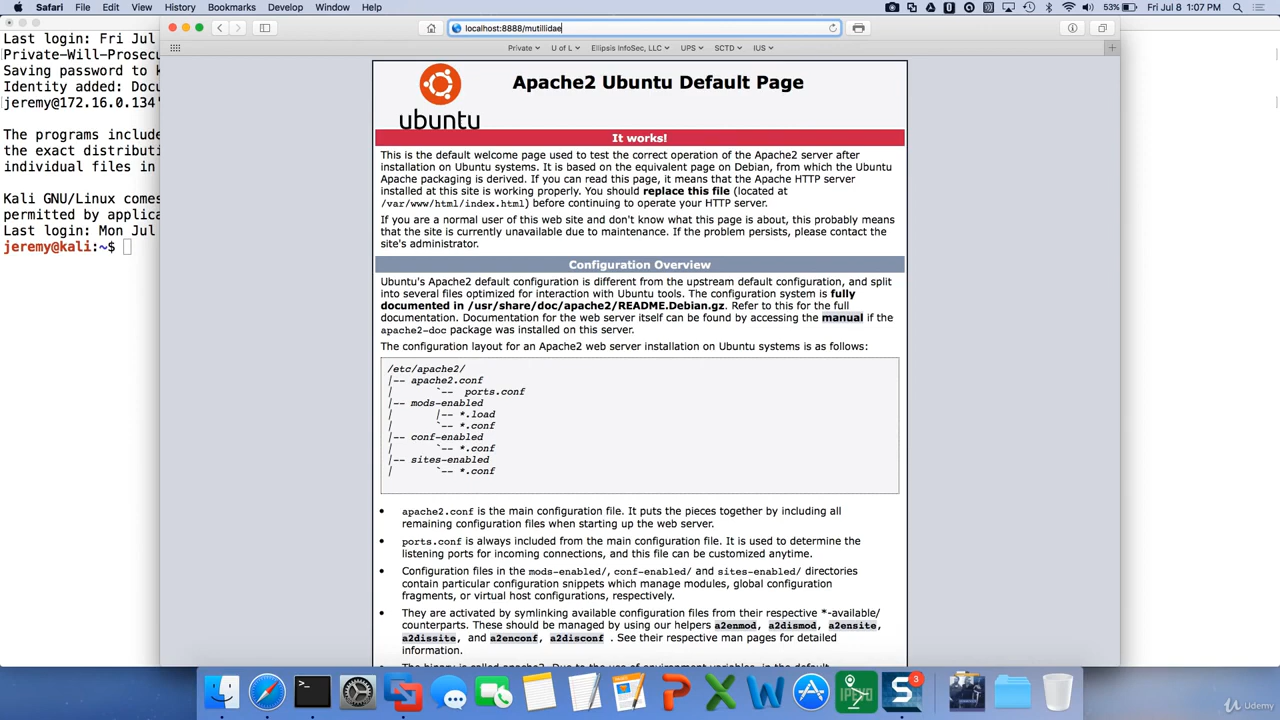 Safari File Edit View History Bookmarks Develop Window Help 53% Fri Jul 8 1:07 PM
localhost:8888/mutillidae
Private U of L Ellipsis InfoSec, LLC UPS SCTD IUS
Last login: Fri Jul
Private-Will-Prosec
Saving password to k
Identity added: Docu
jeremy@172.16.0.134'
The programs include
the exact distributi
individual files in
Kali GNU/Linux comes
permitted by applica
Last login: Mon Jul
jeremy@kali:~$
ubuntu
Apache2 Ubuntu Default Page
It works!
This is the default welcome page used to test the correct operation of the Apache2 server after
installation on Ubuntu systems. It is based on the equivalent page on Debian, from which the Ubuntu
Apache packaging is derived. If you can read this page, it means that the Apache HTTP server
installed at this site is working properly. You should replace this file (located at
/var/www/html/index.html) before continuing to operate your HTTP server.
If you are a normal user of this web site and don't know what this page is about, this probably means
that the site is currently unavailable due to maintenance. If the problem persists, please contact the
site's administrator.
Configuration Overview
Ubuntu's Apache2 default configuration is different from the upstream default configuration, and split
into several files optimized for interaction with Ubuntu tools. The configuration system is fully
documented in /usr/share/doc/apache2/README.Debian.gz. Refer to this for the full
documentation. Documentation for the web server itself can be found by accessing the manual if the
apache2-doc package was installed on this server.
The configuration layout for an Apache2 web server installation on Ubuntu systems is as follows:
/etc/apache2/
|-- apache2.conf
|       `--  ports.conf
|-- mods-enabled
|       |-- *.load
|       `-- *.conf
|-- conf-enabled
|       `-- *.conf
|-- sites-enabled
|       `-- *.conf
• apache2.conf is the main configuration file. It puts the pieces together by including all
remaining configuration files when starting up the web server.
• ports.conf is always included from the main configuration file. It is used to determine the
listening ports for incoming connections, and this file can be customized anytime.
• Configuration files in the mods-enabled/, conf-enabled/ and sites-enabled/ directories
contain particular configuration snippets which manage modules, global configuration
fragments, or virtual host configurations, respectively.
• They are activated by symlinking available configuration files from their respective *-available/
counterparts. These should be managed by using our helpers a2enmod, a2dismod, a2ensite,
a2dissite, and a2enconf, a2disconf . See their respective man pages for detailed
information.
The binary is called apache2. Due to the use of environment variables, in the default
3
Udemy